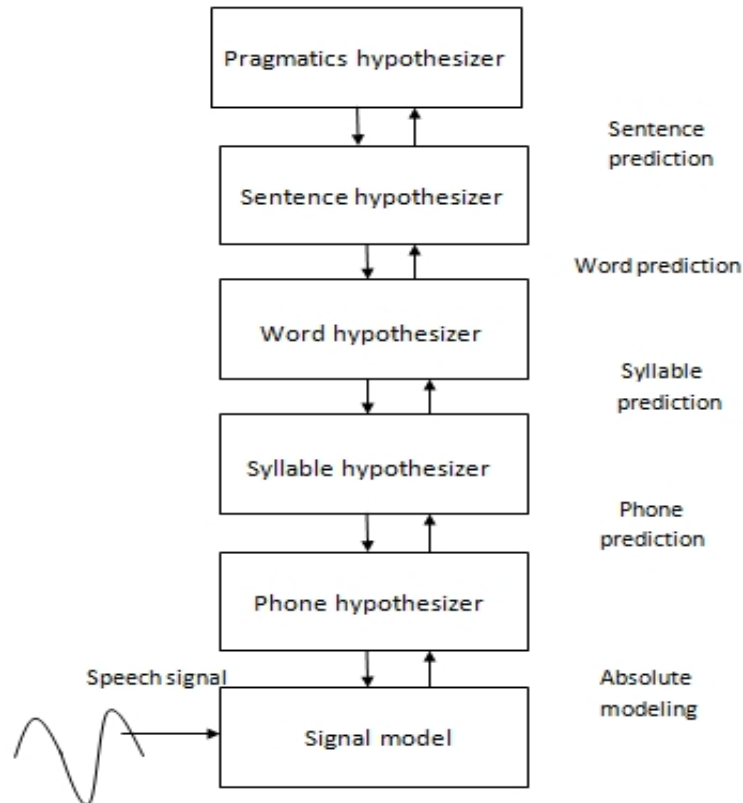 Pragmatics hypothesizer
Sentence
prediction
Sentence hypothesizer
Word prediction
Word hypothesizer
Syllable
prediction
Syllable hypothesizer
Phone
prediction
Phone hypothesizer
Speech signal
Absolute
modeling
Signal model